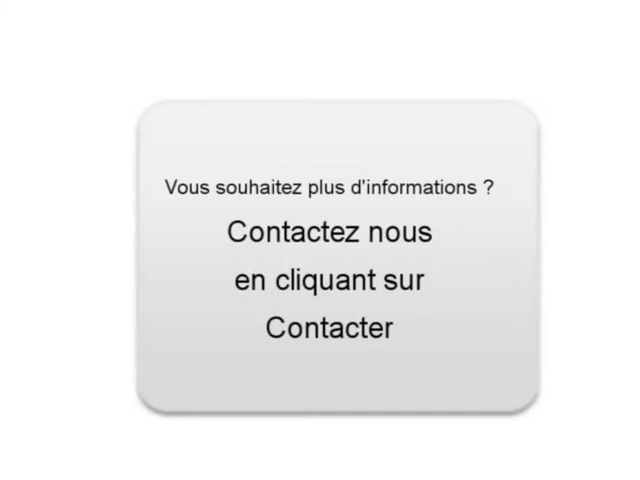 Vous souhaitez plus d'informations ?
Contactez nous
en cliquant sur
Contacter